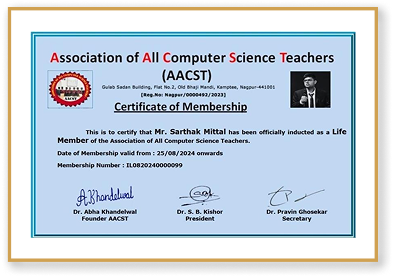 Association of All Computer Science Teachers
(AACST)
Gulab Sadan Building, Flat No.2, Old Bhaji Mandi, Kamptee, Nagpur-441001
[Reg.No: Nagpur/0000492/2023]
Certificate of Membership
AACST
This is to certify that Mr. Sarthak Mittal has been officially inducted as a Life
Member of the Association of All Computer Science Teachers.
Date of Membership valid from : 25/08/2024 onwards
Membership Number : IL0820240000099
A.Khandelwal
Dr. Abha Khandelwal
Founder AACST
Dr. S. B. Kishor
President
Dr. Pravin Ghosekar
Secretary